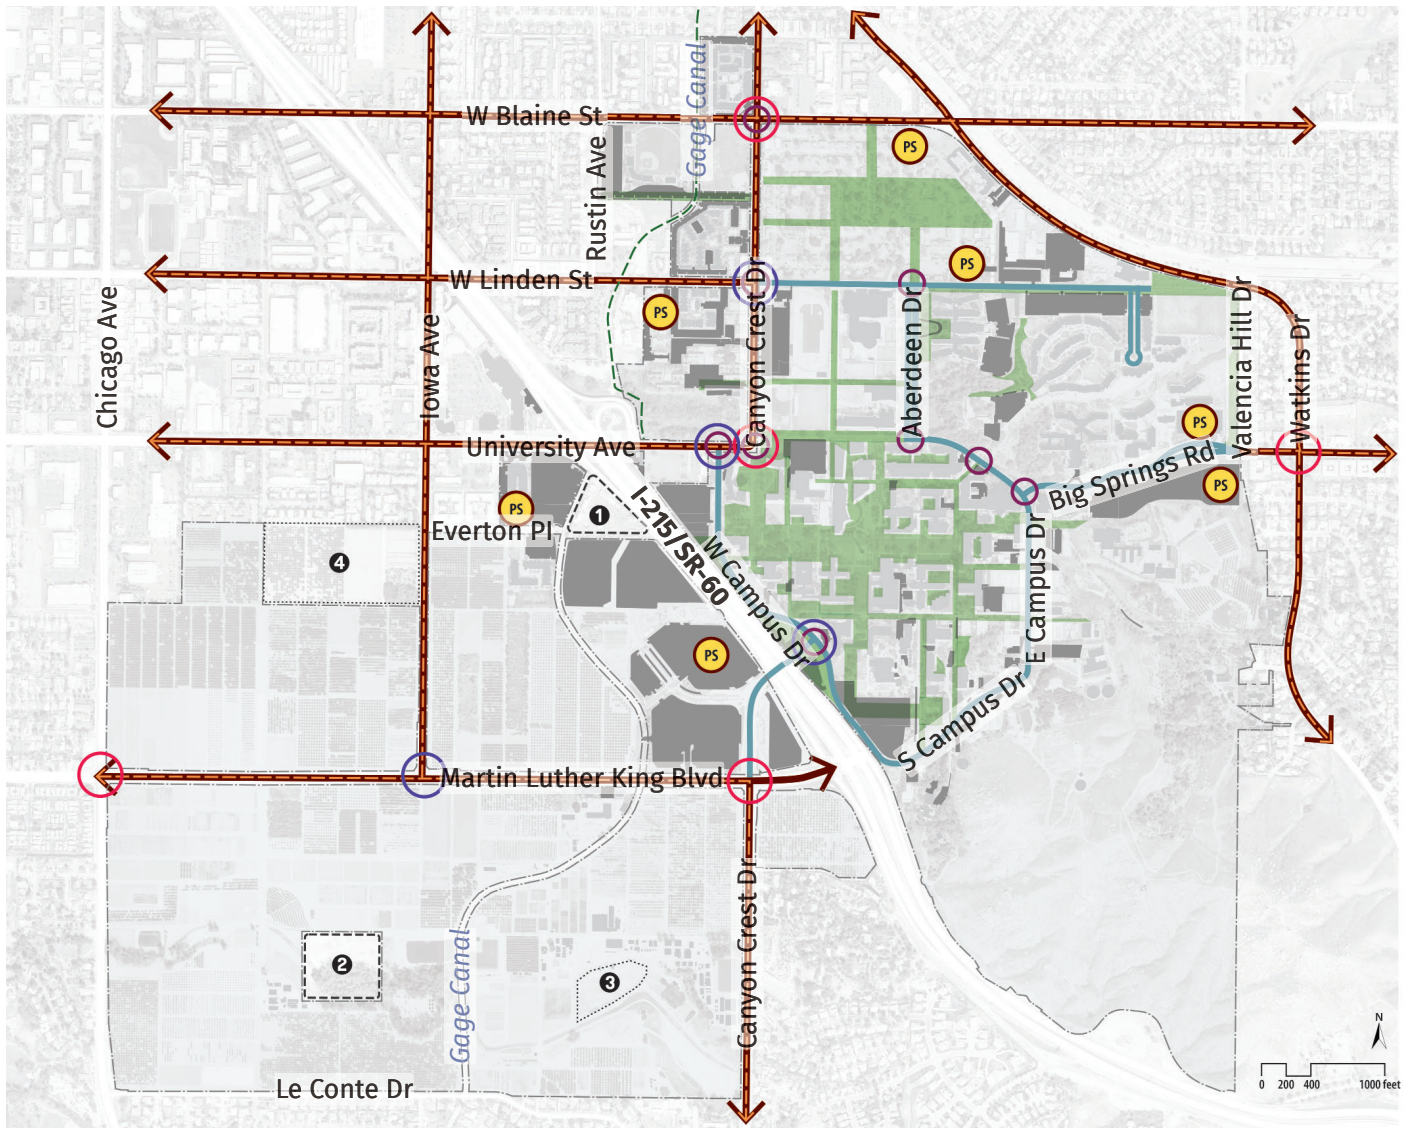 Gage Canal
W Blaine St
PS
Rustin Ave
PS
W Linden St
Canyon Crest Dr
Aberdeen Dr
Valencia Hill Dr
Watkins Dr
Chicago Ave
Iowa Ave
PS
PS
University Ave
Big Springs Rd
PS
PS
I-215/SR-60
1
Everton Pl
4
W Campus Dr
E Campus Dr
PS
S Campus Dr
Martin Luther King Blvd
Canyon Crest Dr
Gage Canal
2
3
N
0 200 400 1000 feet
Le Conte Dr